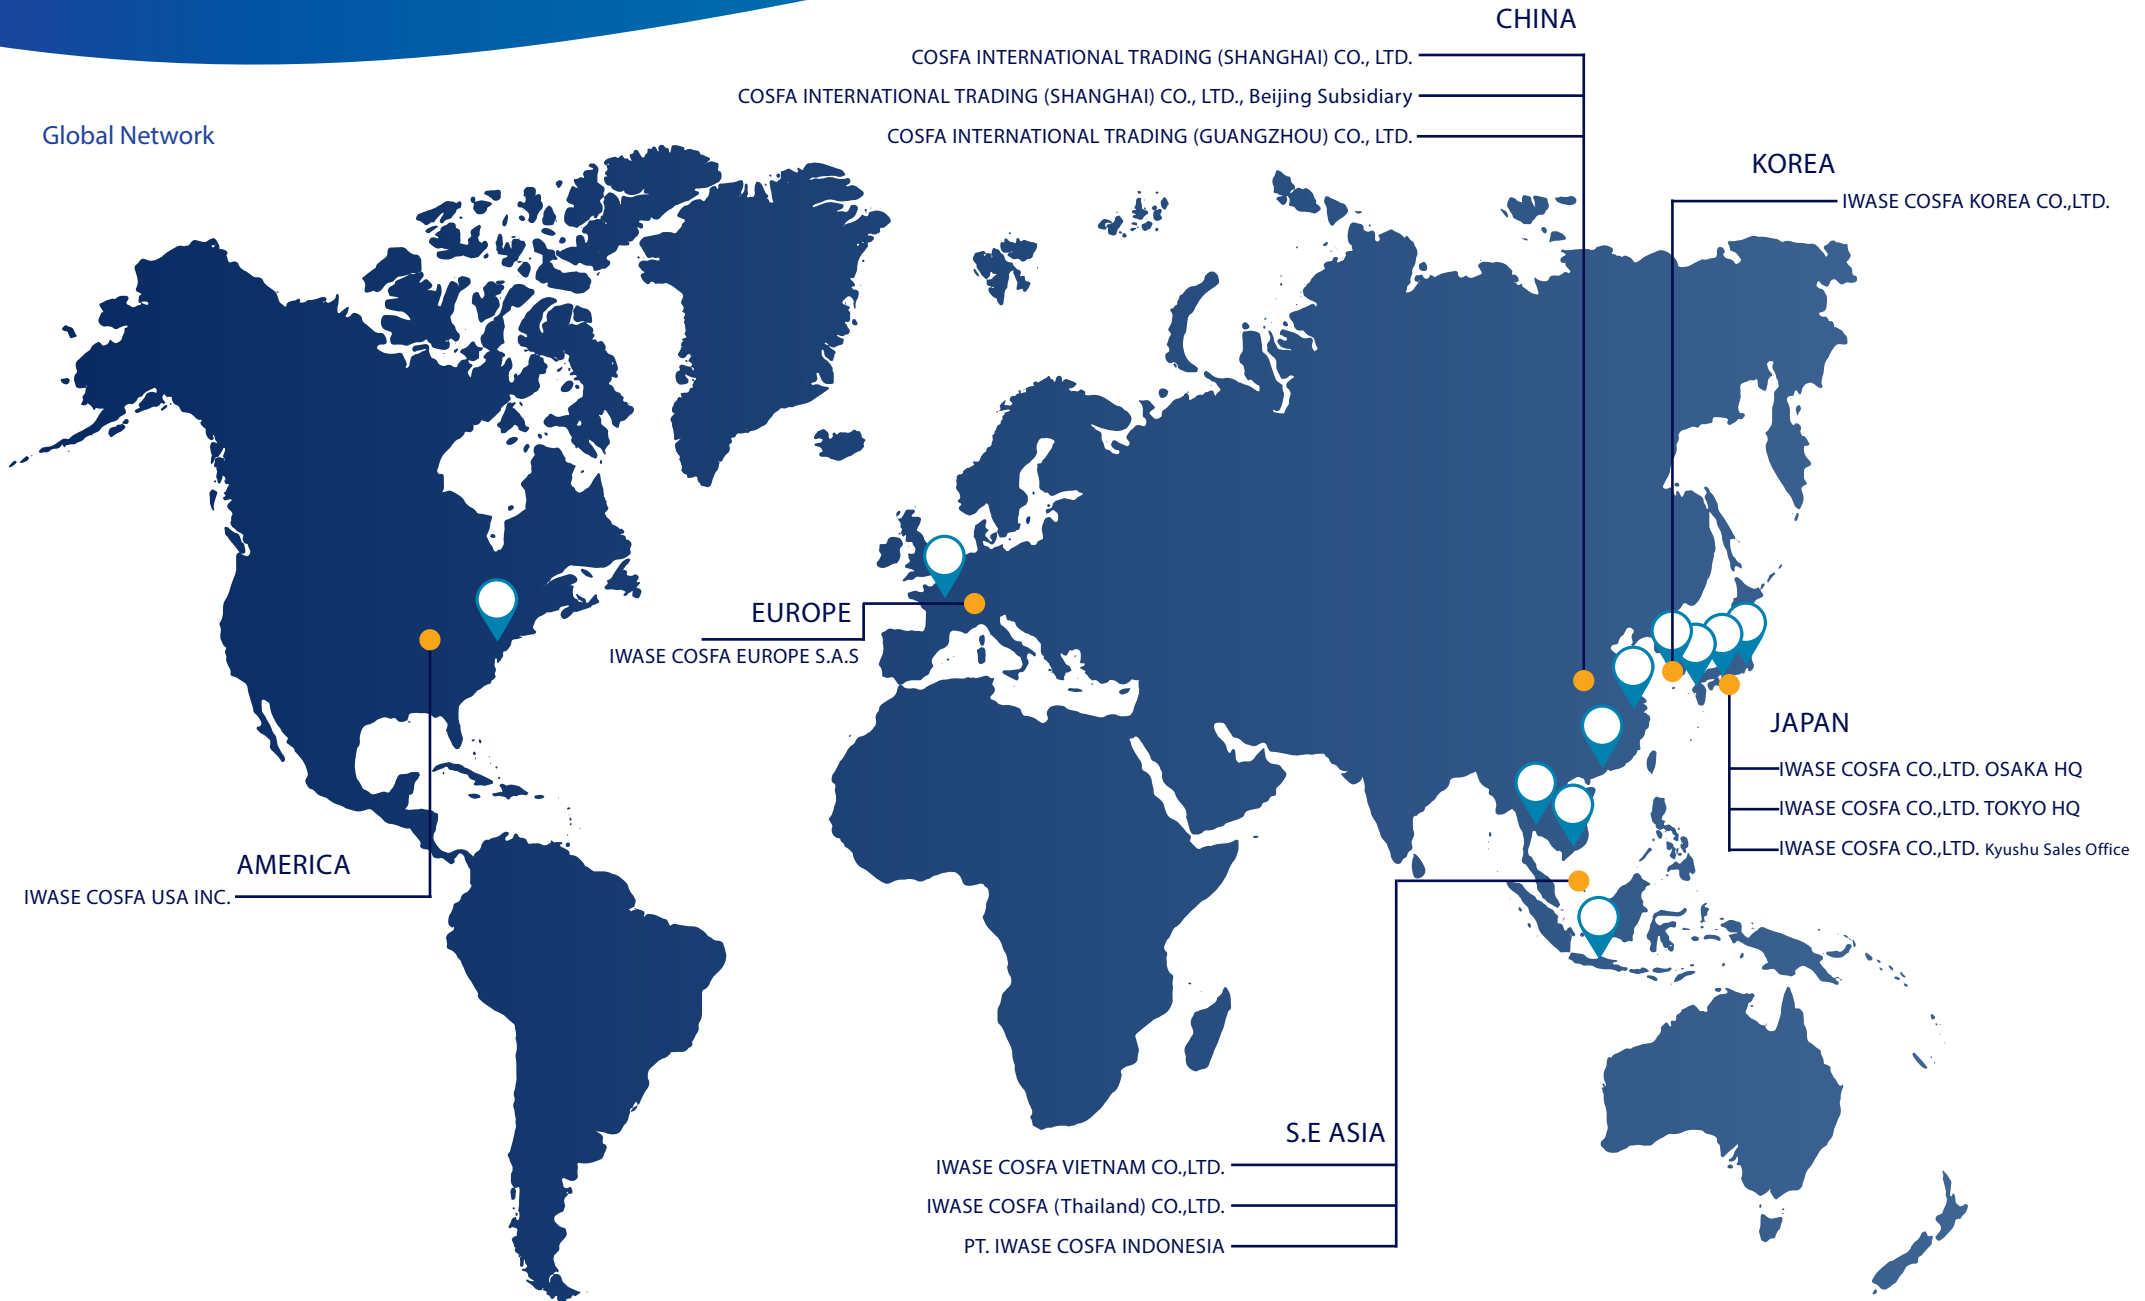 Global Network
CHINA
COSFA INTERNATIONAL TRADING (SHANGHAI) CO., LTD.
COSFA INTERNATIONAL TRADING (SHANGHAI) CO., LTD., Beijing Subsidiary
COSFA INTERNATIONAL TRADING (GUANGZHOU) CO., LTD.
KOREA
IWASE COSFA KOREA CO.,LTD.
EUROPE
IWASE COSFA EUROPE S.A.S
JAPAN
IWASE COSFA CO.,LTD. OSAKA HQ
IWASE COSFA CO.,LTD. TOKYO HQ
IWASE COSFA CO.,LTD. Kyushu Sales Office
AMERICA
IWASE COSFA USA INC.
S.E ASIA
IWASE COSFA VIETNAM CO.,LTD.
IWASE COSFA (Thailand) CO.,LTD.
PT. IWASE COSFA INDONESIA